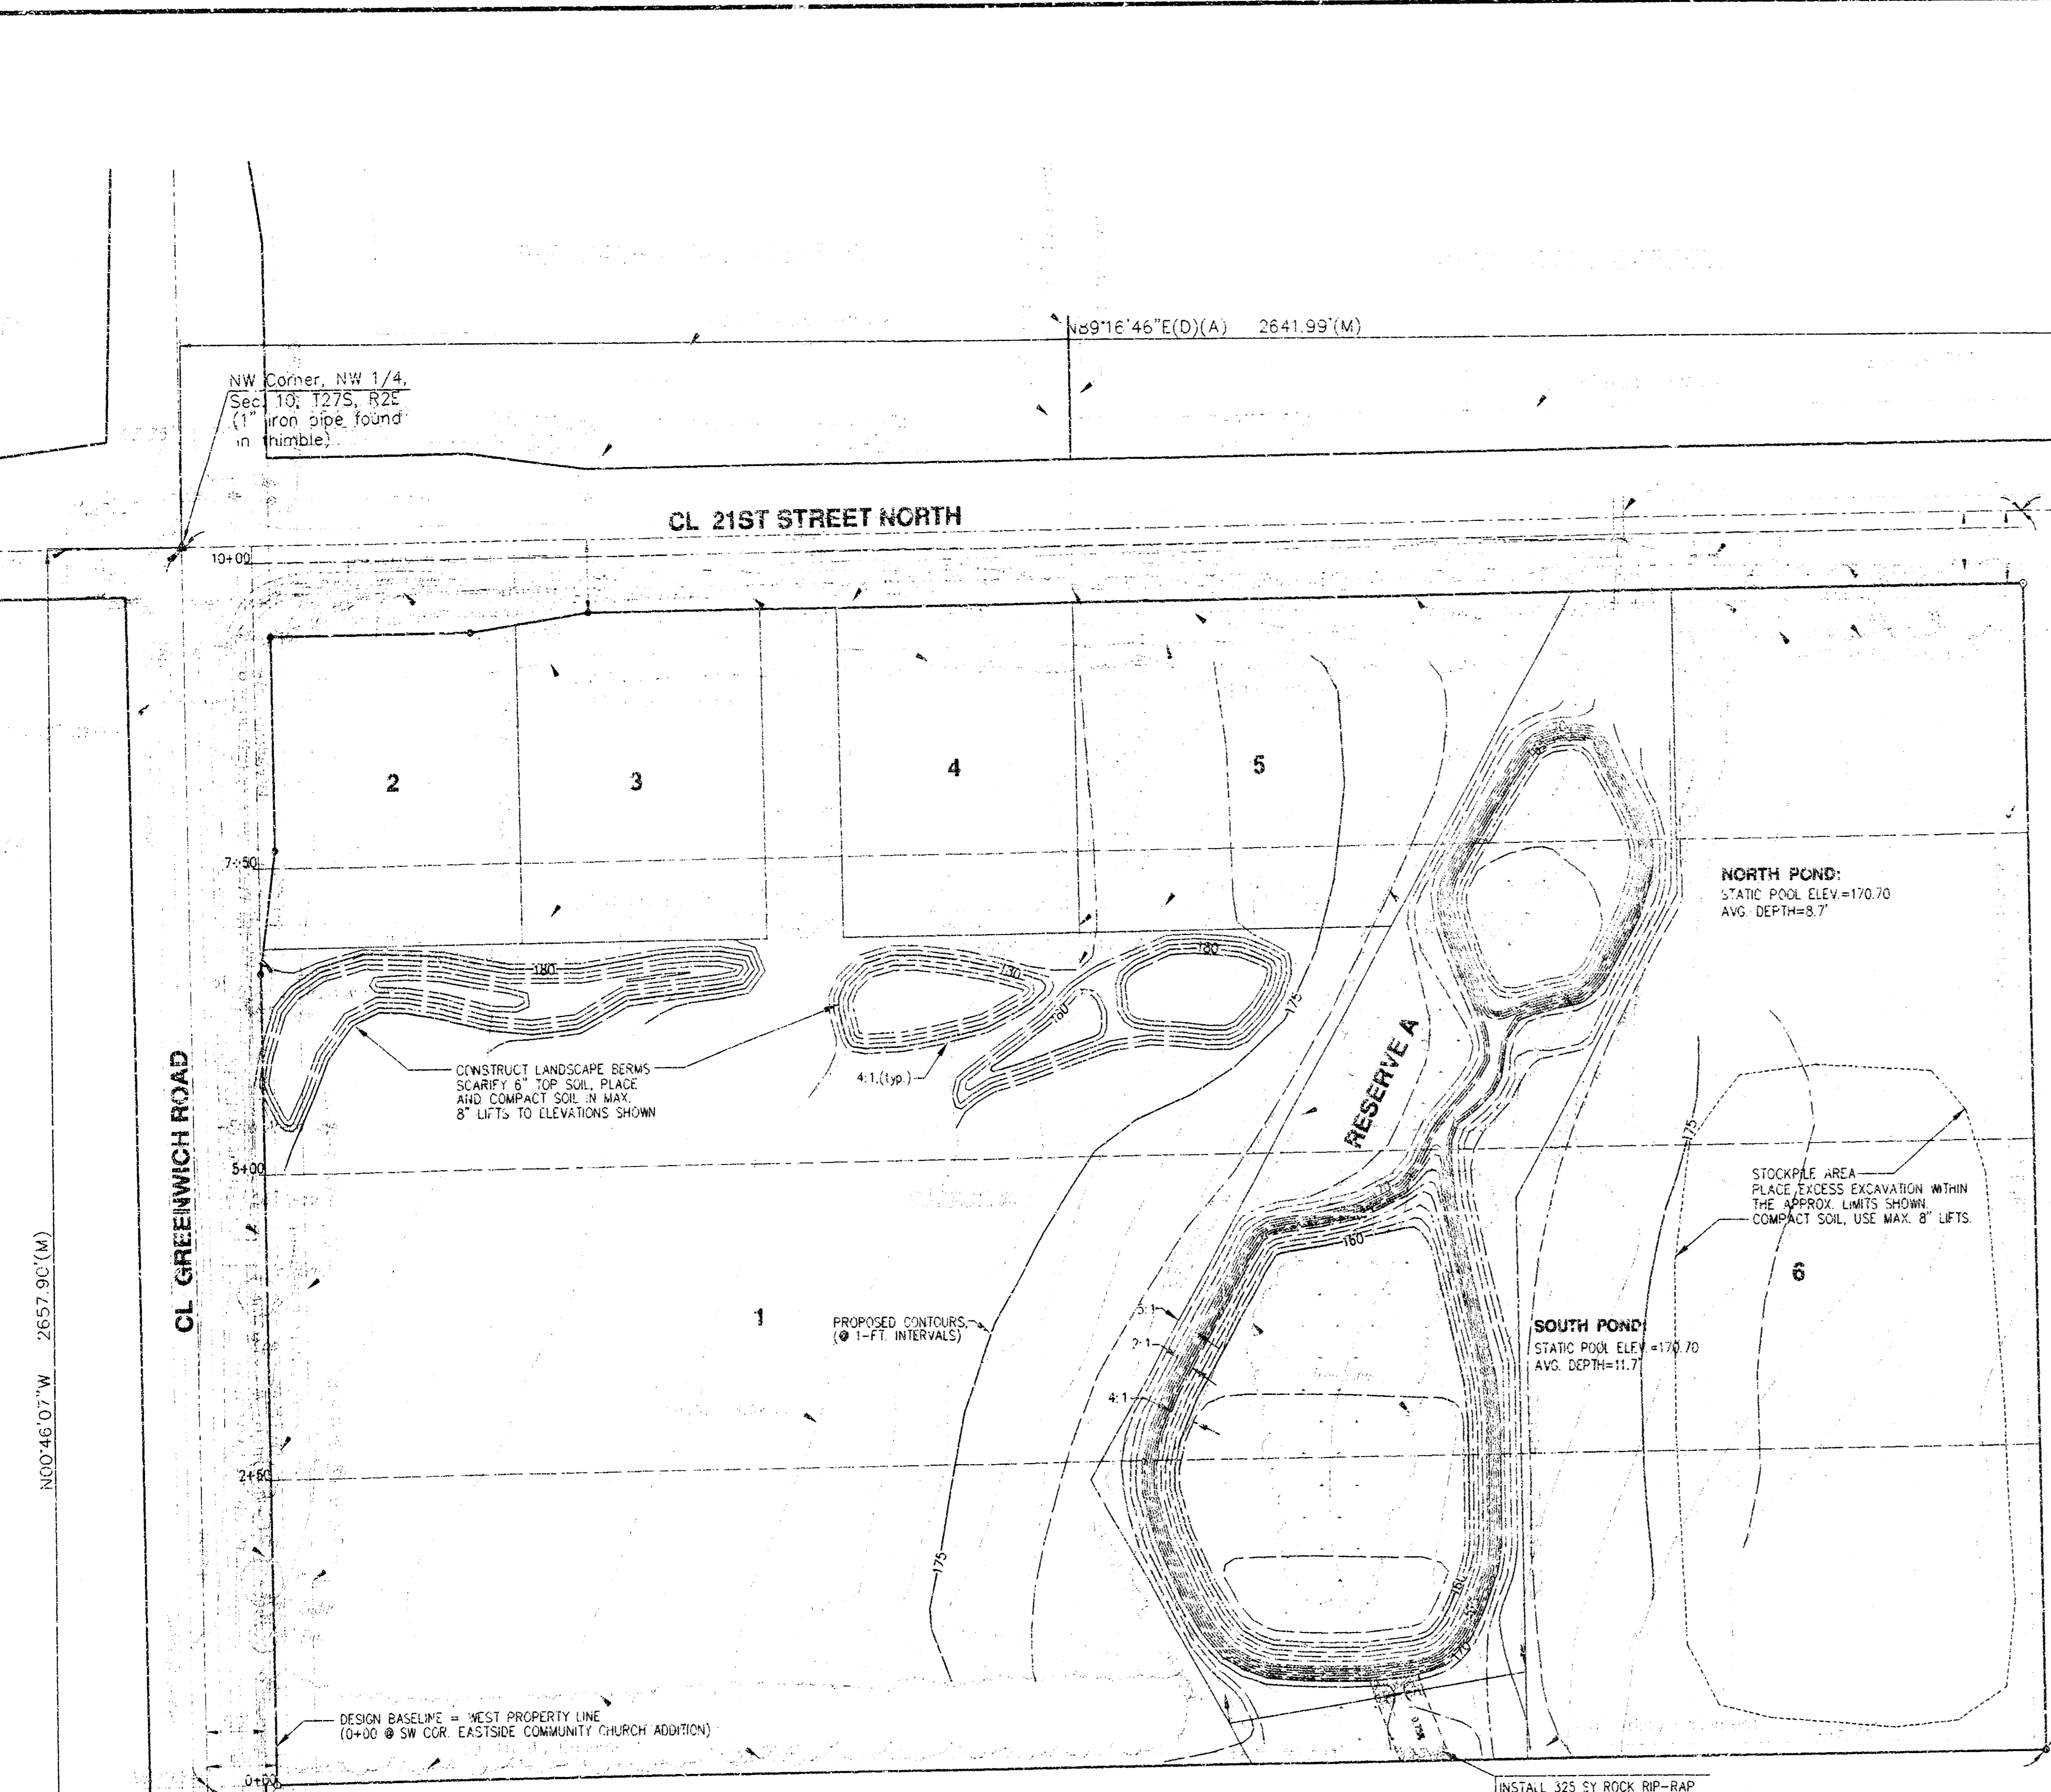 N89°16'46"E(D)(A) 2641.99'(M)
NW Corner, NW 1/4,
Sec. 10, T27S, R2E
(1" iron pipe found
in thimble)
CL 21ST STREET NORTH
10+00
2
3
4
5
7+50
NORTH POND:
STATIC POOL ELEV.=170.70
AVG. DEPTH=8.7'
180
180
180
175
CONSTRUCT LANDSCAPE BERMS
SCARIFY 6" TOP SOIL, PLACE
AND COMPACT SOIL IN MAX.
8" LIFTS TO ELEVATIONS SHOWN
4:1,(typ.)
RESERVE A
CL GREENWICH ROAD
5+00
175
STOCKPILE AREA
PLACE EXCESS EXCAVATION WITHIN
THE APPROX. LIMITS SHOWN.
COMPACT SOIL, USE MAX. 8" LIFTS.
160
6
1
PROPOSED CONTOURS,
(@ 1-FT. INTERVALS)
2:1
4:1
SOUTH POND:
STATIC POOL ELEV.=170.70
AVG. DEPTH=11.7'
N00°46'07"W 2657.90'(M)
2+50
175
160
170
DESIGN BASELINE = WEST PROPERTY LINE
(0+00 @ SW COR. EASTSIDE COMMUNITY CHURCH ADDITION)
0+00
INSTALL 325 SY ROCK RIP-RAP